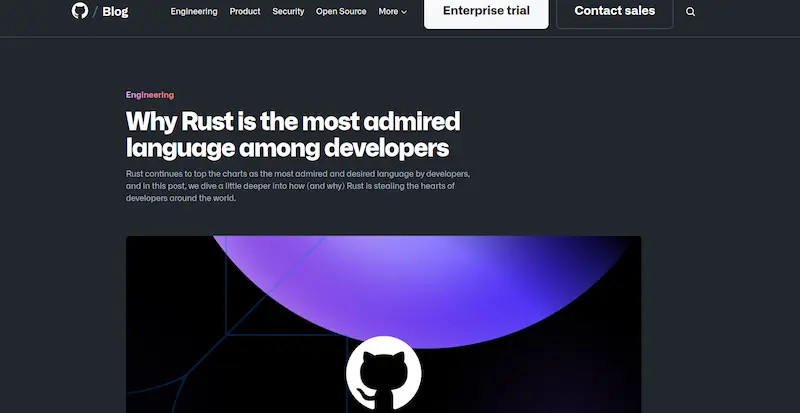 / Blog Engineering Product Security Open Source More Enterprise trial Contact sales
Engineering
Why Rust is the most admired
language among developers
Rust continues to top the charts as the most admired and desired language by developers,
and in this post, we dive a little deeper into how (and why) Rust is stealing the hearts of
developers around the world.